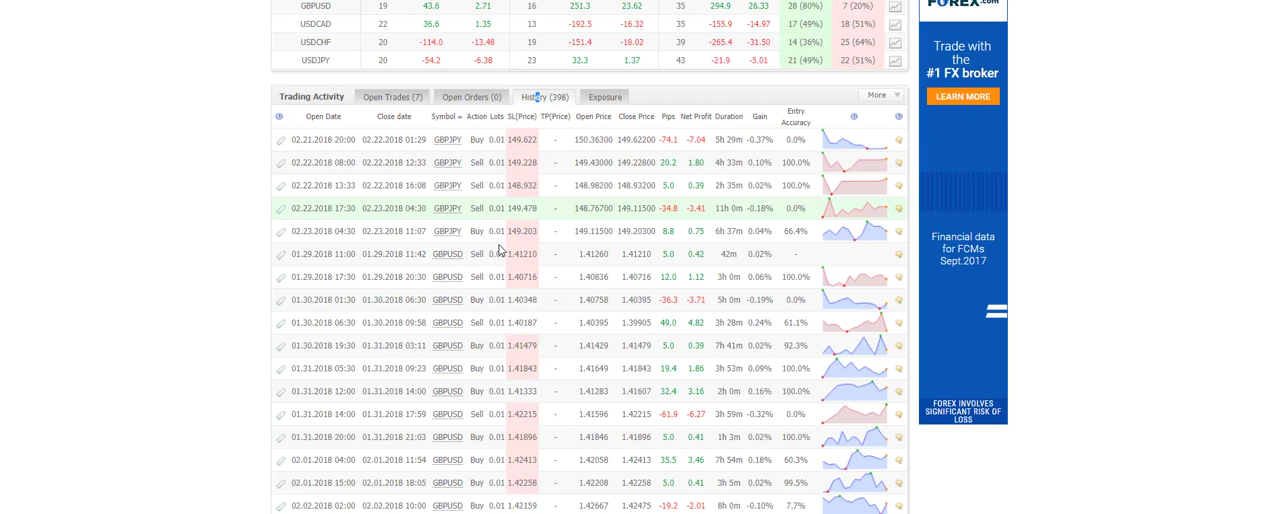 GBPUSD 19 43.6 2.71 16 251.3 23.62 35 294.9 26.33 28 (80%) 7 (20%)
USDCAD 22 36.6 1.35 13 -192.5 -16.32 35 -155.9 -14.97 17 (49%) 18 (51%)
USDCHF 20 -114.0 -13.48 19 -151.4 -18.02 39 -265.4 -31.50 14 (36%) 25 (64%)
USDJPY 20 -54.2 -6.38 23 32.3 1.37 43 -21.9 -5.01 21 (49%) 22 (51%)
Trading Activity Open Trades (7) Open Orders (0) History (398) Exposure More
Open Date Close date Symbol Action Lots SL(Price) TP(Price) Open Price Close Price Pips Net Profit Duration Gain Entry Accuracy
02.21.2018 20:00 02.22.2018 01:29 GBPJPY Buy 0.01 149.622 - 150.36300 149.62200 -74.1 -7.04 5h 29m -0.37% 0.0%
02.22.2018 08:00 02.22.2018 12:33 GBPJPY Sell 0.01 149.228 - 149.43000 149.22800 20.2 1.80 4h 33m 0.10% 100.0%
02.22.2018 13:33 02.22.2018 16:08 GBPJPY Sell 0.01 148.932 - 148.98200 148.93200 5.0 0.39 2h 35m 0.02% 100.0%
02.22.2018 17:30 02.23.2018 04:30 GBPJPY Sell 0.01 149.478 - 148.76700 149.11500 -34.8 -3.41 11h 0m -0.18% 0.0%
02.23.2018 04:30 02.23.2018 11:07 GBPJPY Buy 0.01 149.203 - 149.11500 149.20300 8.8 0.75 6h 37m 0.04% 66.4%
01.29.2018 11:00 01.29.2018 11:42 GBPUSD Sell 1.41210 - 1.41260 1.41210 5.0 0.42 42m 0.02% -
01.29.2018 17:30 01.29.2018 20:30 GBPUSD Sell 0.01 1.40716 - 1.40836 1.40716 12.0 1.12 3h 0m 0.06% 100.0%
01.30.2018 01:30 01.30.2018 06:30 GBPUSD Buy 0.01 1.40348 - 1.40758 1.40395 -36.3 -3.71 5h 0m -0.19% 0.0%
01.30.2018 06:30 01.30.2018 09:58 GBPUSD Sell 0.01 1.40187 - 1.40395 1.39905 49.0 4.82 3h 28m 0.24% 61.1%
01.30.2018 19:30 01.31.2018 03:11 GBPUSD Buy 0.01 1.41479 - 1.41429 1.41479 5.0 0.39 7h 41m 0.02% 92.3%
01.31.2018 05:30 01.31.2018 09:23 GBPUSD Buy 0.01 1.41843 - 1.41649 1.41843 19.4 1.86 3h 53m 0.09% 100.0%
01.31.2018 12:00 01.31.2018 14:00 GBPUSD Buy 0.01 1.41333 - 1.41283 1.41607 32.4 3.16 2h 0m 0.16% 100.0%
01.31.2018 14:00 01.31.2018 17:59 GBPUSD Sell 0.01 1.42215 - 1.41596 1.42215 -61.9 -6.27 3h 59m -0.32% 0.0%
01.31.2018 20:00 01.31.2018 21:03 GBPUSD Buy 0.01 1.41896 - 1.41846 1.41896 5.0 0.41 1h 3m 0.02% 100.0%
02.01.2018 04:00 02.01.2018 11:54 GBPUSD Buy 0.01 1.42413 - 1.42058 1.42413 35.5 3.46 7h 54m 0.18% 60.3%
02.01.2018 15:00 02.01.2018 18:05 GBPUSD Buy 0.01 1.42258 - 1.42208 1.42258 5.0 0.41 3h 5m 0.02% 99.5%
02.02.2018 02:00 02.02.2018 10:00 GBPUSD Buy 0.01 1.42159 - 1.42667 1.42475 -19.2 -2.01 8h 0m -0.10% 7.7%
FOREX.com
Trade with
the
#1 FX broker
LEARN MORE
Financial data
for FCMs
Sept.2017
FOREX INVOLVES
SIGNIFICANT RISK OF
LOSS